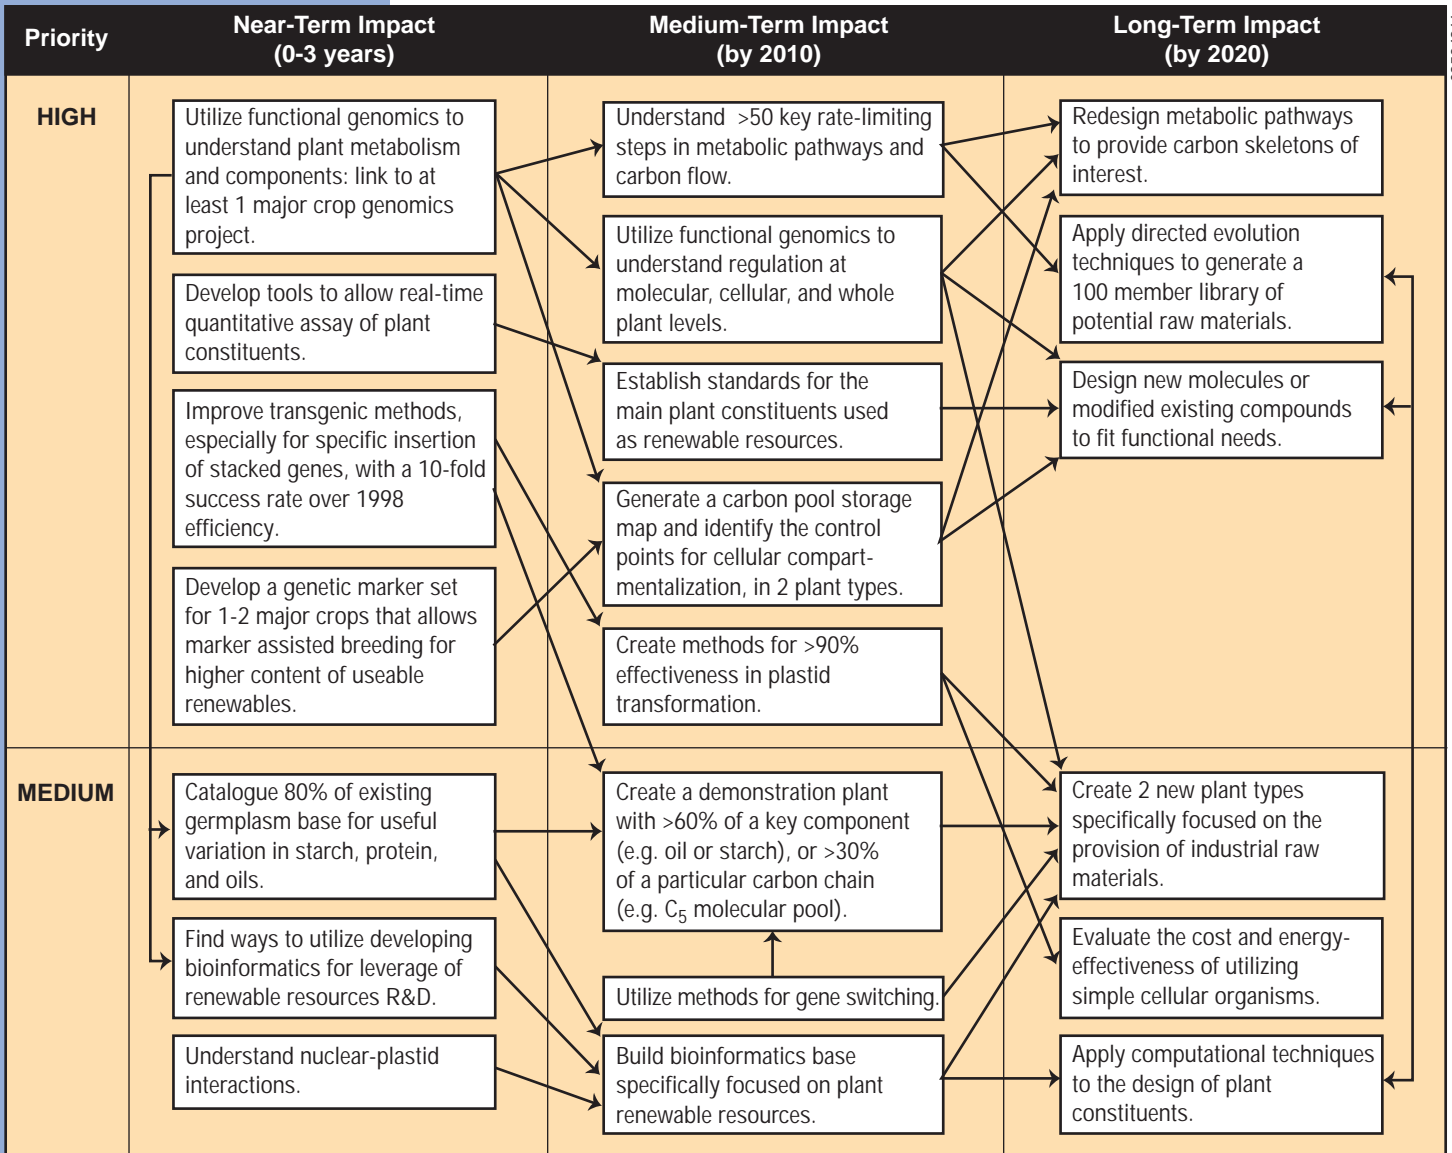 Priority
Near-Term Impact
(0-3 years)
Medium-Term Impact
(by 2010)
Long-Term Impact
(by 2020)
HIGH
Utilize functional genomics to
understand plant metabolism
and components: link to at
least 1 major crop genomics
project.
Develop tools to allow real-time
quantitative assay of plant
constituents.
Improve transgenic methods,
especially for specific insertion
of stacked genes, with a 10-fold
success rate over 1998
efficiency.
Develop a genetic marker set
for 1-2 major crops that allows
marker assisted breeding for
higher content of useable
renewables.
Understand >50 key rate-limiting
steps in metabolic pathways and
carbon flow.
Utilize functional genomics to
understand regulation at
molecular, cellular, and whole
plant levels.
Establish standards for the
main plant constituents used
as renewable resources.
Generate a carbon pool storage
map and identify the control
points for cellular compart-
mentalization, in 2 plant types.
Create methods for >90%
effectiveness in plastid
transformation.
Redesign metabolic pathways
to provide carbon skeletons of
interest.
Apply directed evolution
techniques to generate a
100 member library of
potential raw materials.
Design new molecules or
modified existing compounds
to fit functional needs.
MEDIUM
Catalogue 80% of existing
germplasm base for useful
variation in starch, protein,
and oils.
Find ways to utilize developing
bioinformatics for leverage of
renewable resources R&D.
Understand nuclear-plastid
interactions.
Create a demonstration plant
with >60% of a key component
(e.g. oil or starch), or >30%
of a particular carbon chain
(e.g. C5 molecular pool).
Utilize methods for gene switching.
Build bioinformatics base
specifically focused on plant
renewable resources.
Create 2 new plant types
specifically focused on the
provision of industrial raw
materials.
Evaluate the cost and energy-
effectiveness of utilizing
simple cellular organisms.
Apply computational techniques
to the design of plant
constituents.